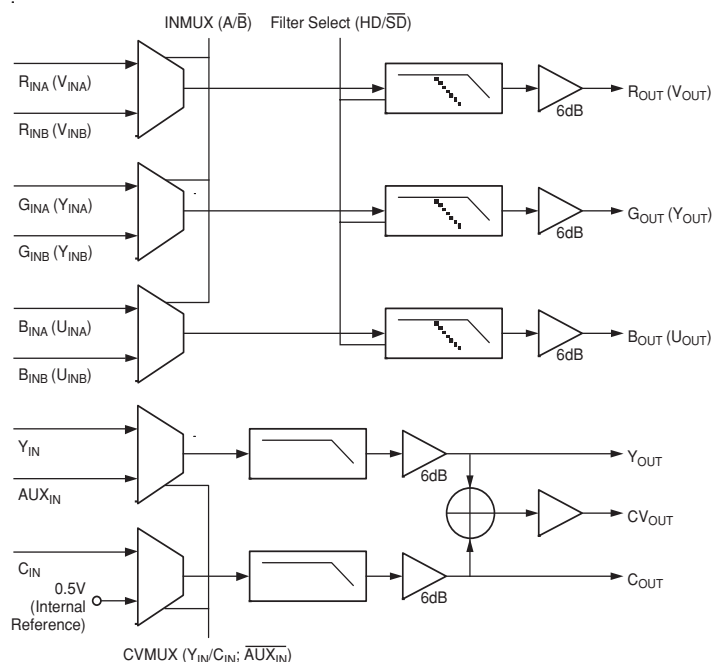 INMUX (A/B̅) Filter Select (HD/S̅D̅)
R_INA (V_INA)
R_INB (V_INB)
6dB
R_OUT (V_OUT)
G_INA (Y_INA)
G_INB (Y_INB)
6dB
G_OUT (Y_OUT)
B_INA (U_INA)
B_INB (U_INB)
6dB
B_OUT (U_OUT)
Y_IN
AUX_IN
6dB
Y_OUT
CV_OUT
C_IN
0.5V
(Internal
Reference)
6dB
C_OUT
CVMUX (Y_IN/C_IN; A̅U̅X̅_I̅N̅)